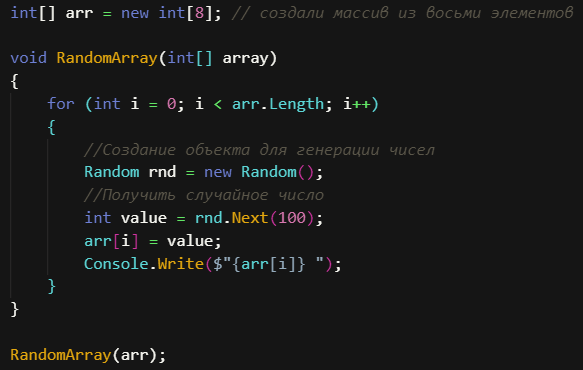 int[] arr = new int[8]; // создали массив из восьми элементов
void RandomArray(int[] array)
{
for (int i = 0; i < arr.Length; i++)
{
//Создание объекта для генерации чисел
Random rnd = new Random();
//Получить случайное число
int value = rnd.Next(100);
arr[i] = value;
Console.Write($"{arr[i]} ");
}
}
RandomArray(arr);